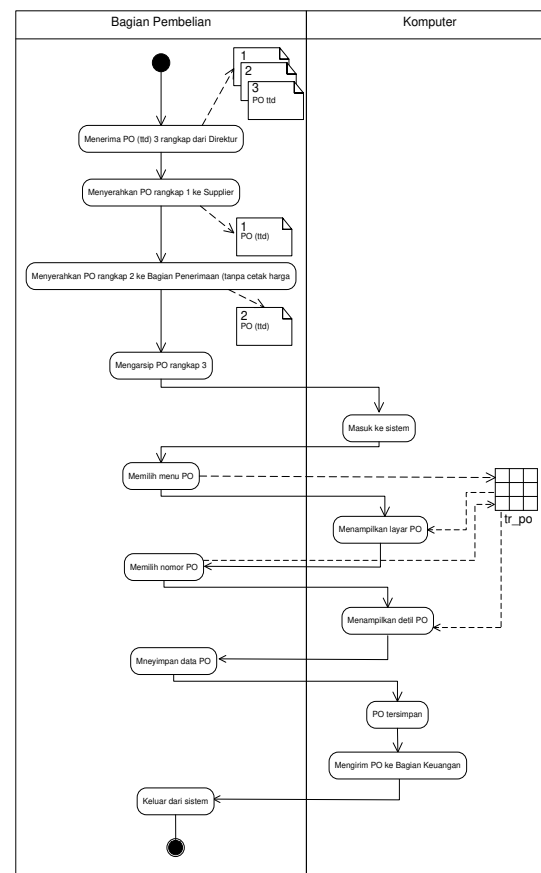 Bagian Pembelian
Komputer
1
2
3
PO ttd
Menerima PO (ttd) 3 rangkap dari Direktur
Menyerahkan PO rangkap 1 ke Supplier
1
PO (ttd)
Menyerahkan PO rangkap 2 ke Bagian Penerimaan (tanpa cetak harga
2
PO (ttd)
Mengarsip PO rangkap 3
Masuk ke sistem
Memilih menu PO
tr_po
Menampilkan layar PO
Memilih nomor PO
Menampilkan detil PO
Mneyimpan data PO
PO tersimpan
Mengirim PO ke Bagian Keuangan
Keluar dari sistem